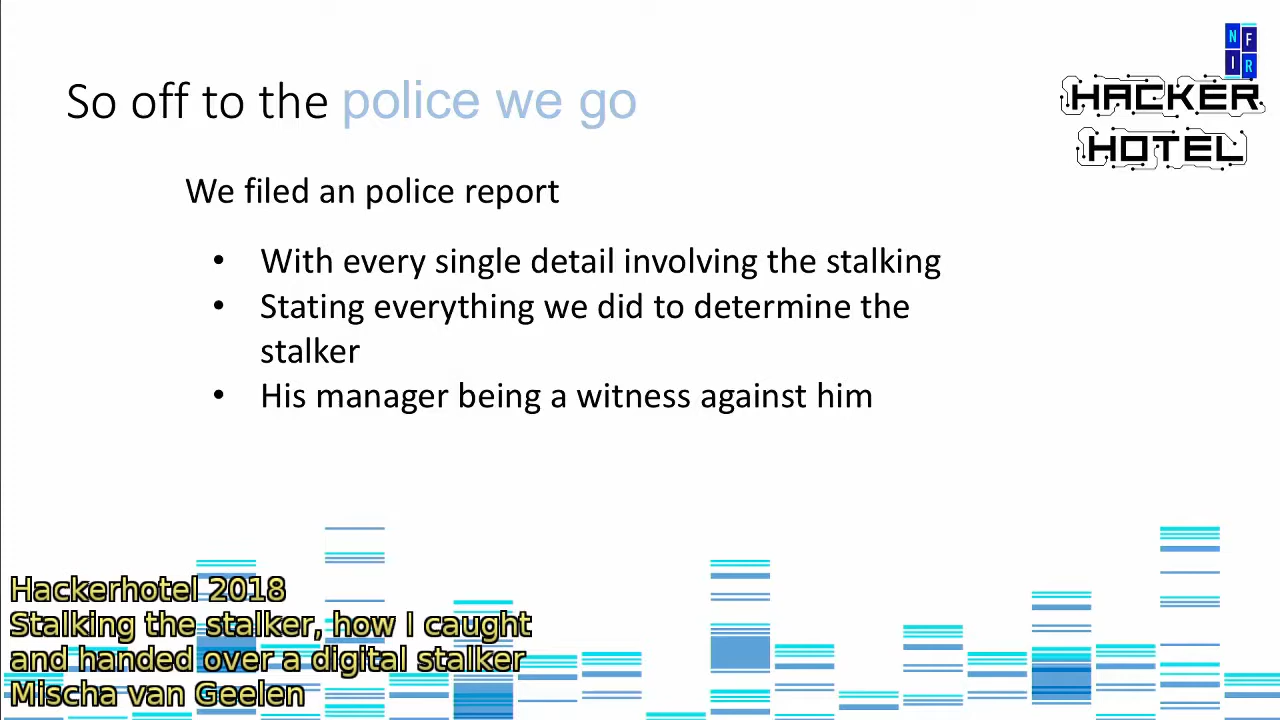 So off to the police we go
N F
I R
HACKER
HOTEL
We filed an police report
• With every single detail involving the stalking
• Stating everything we did to determine the
stalker
• His manager being a witness against him
Hackerhotel 2018
Stalking the stalker, how I caught
and handed over a digital stalker
Mischa van Geelen